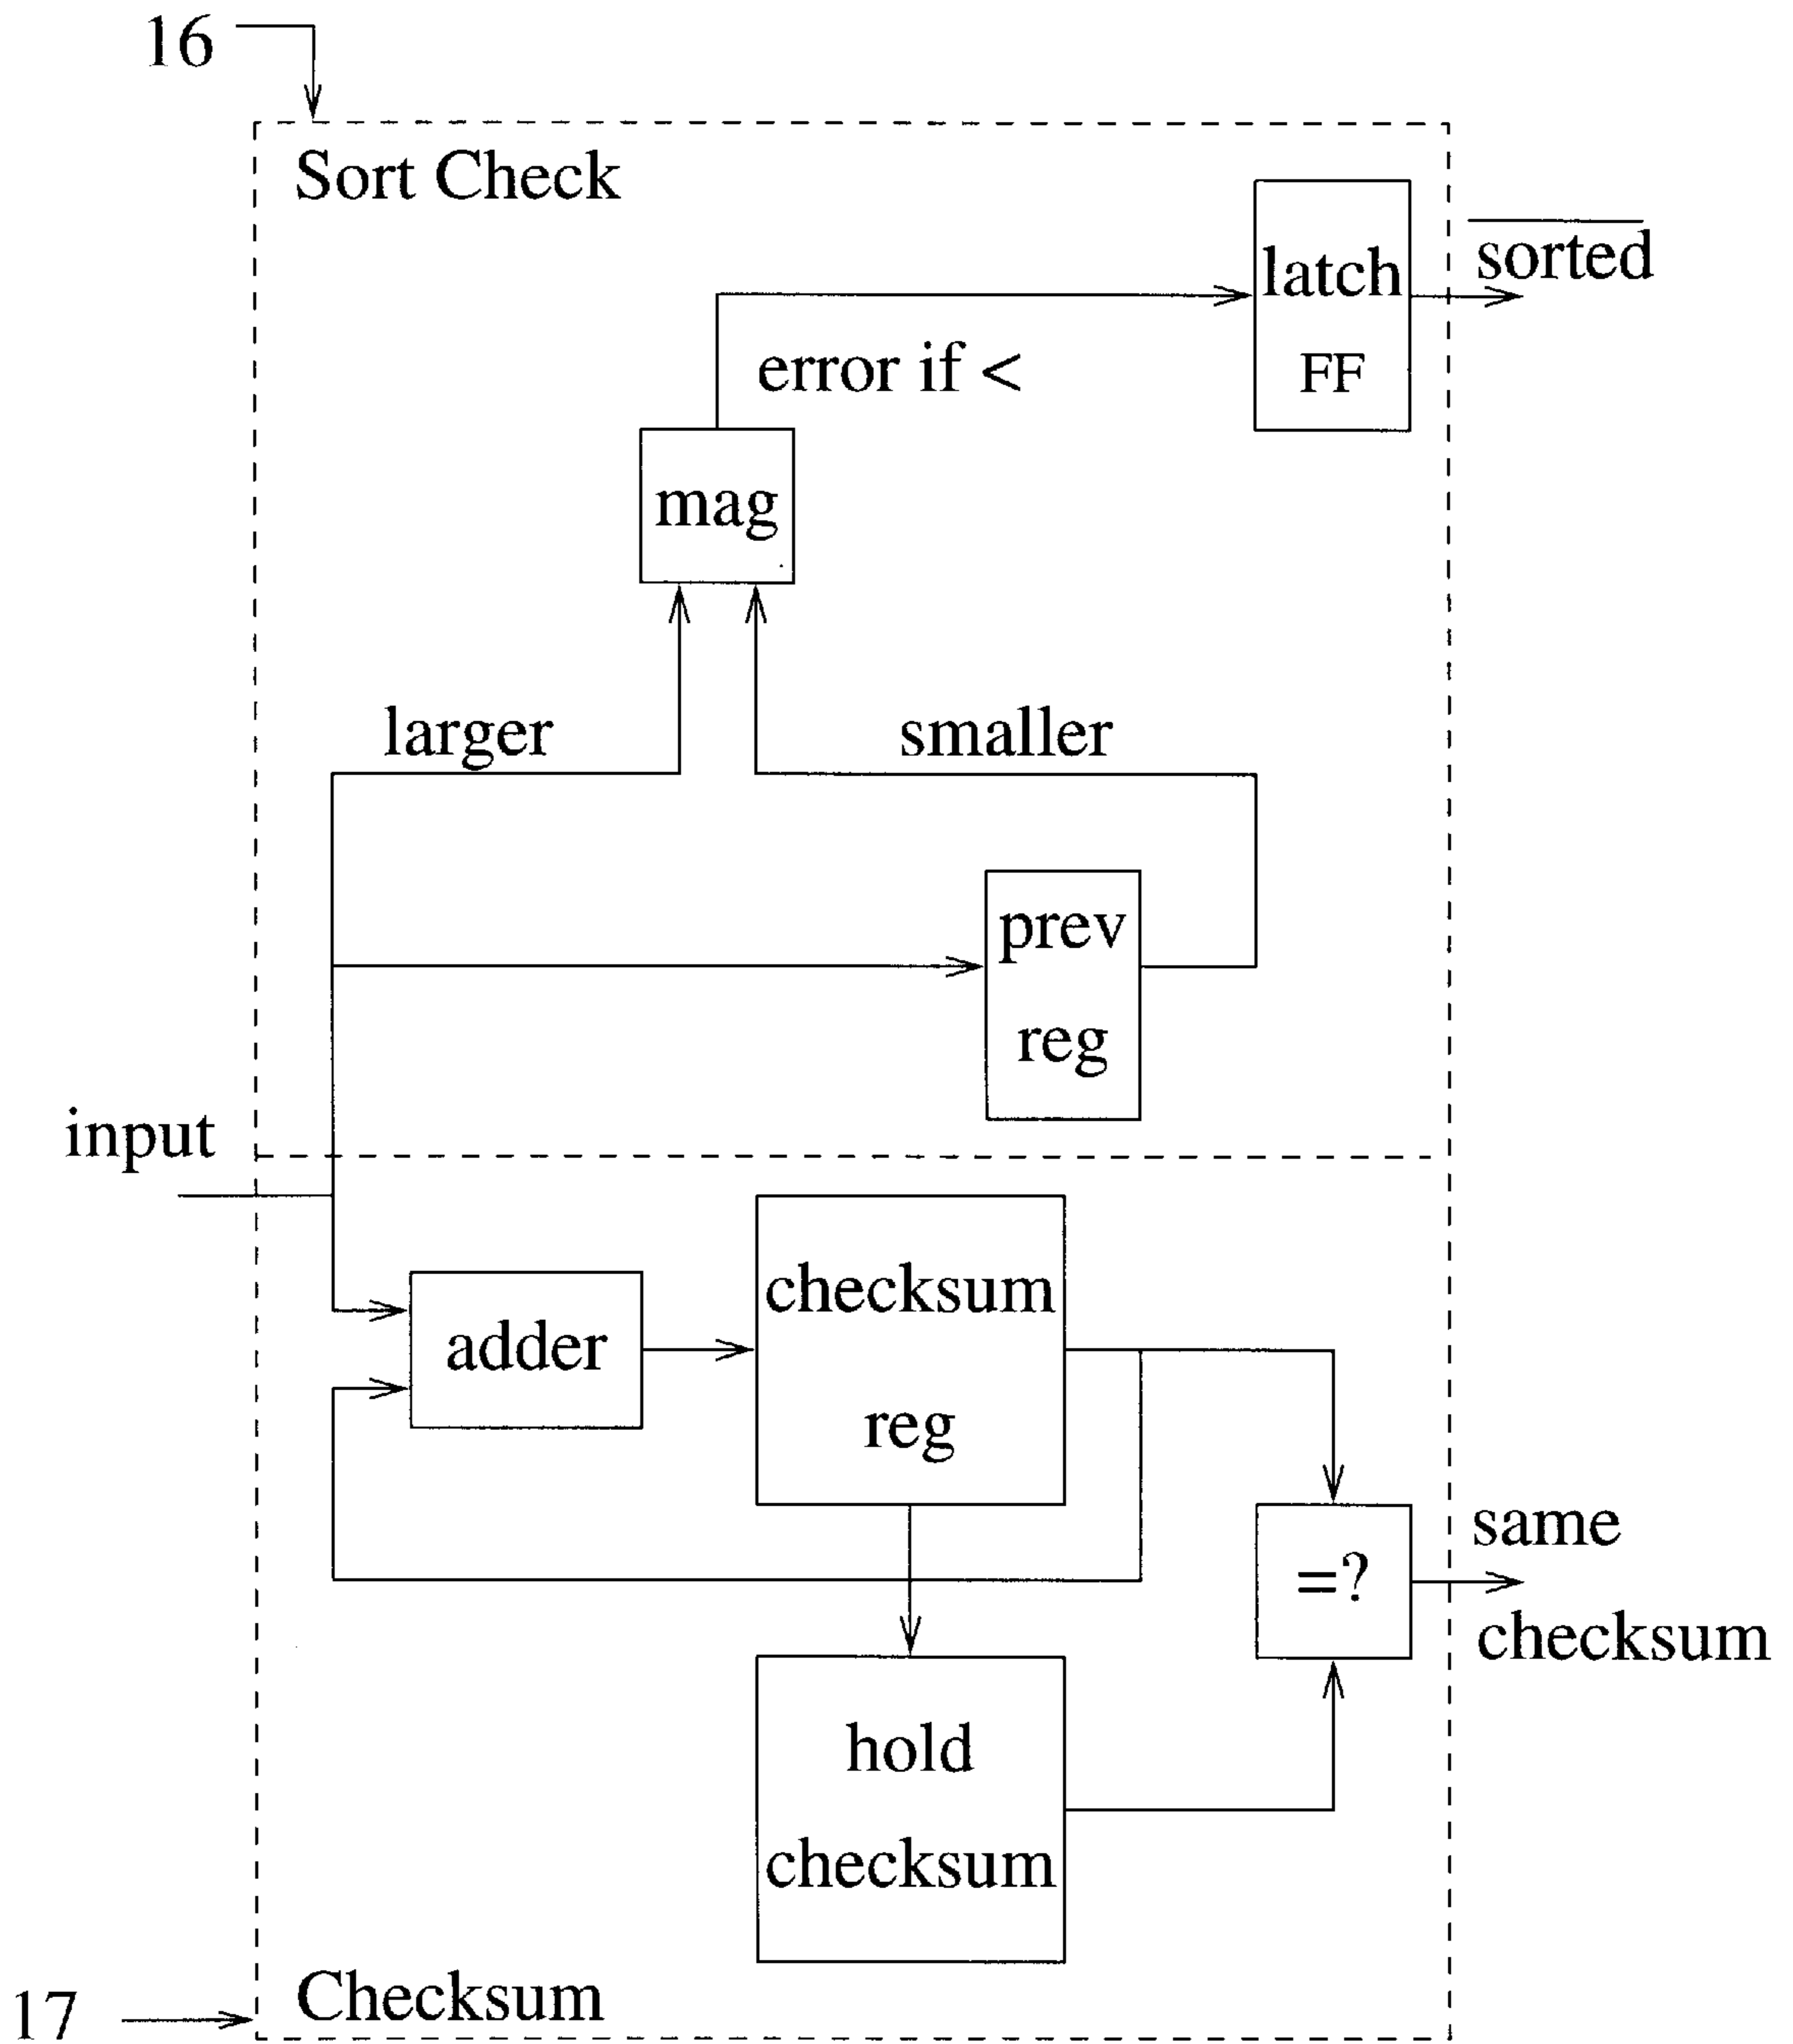 16
Sort Check
latch
FF
sorted
error if <
mag
larger
smaller
prev
reg
input
checksum
reg
adder
same
checksum
=?
hold
checksum
Checksum
17